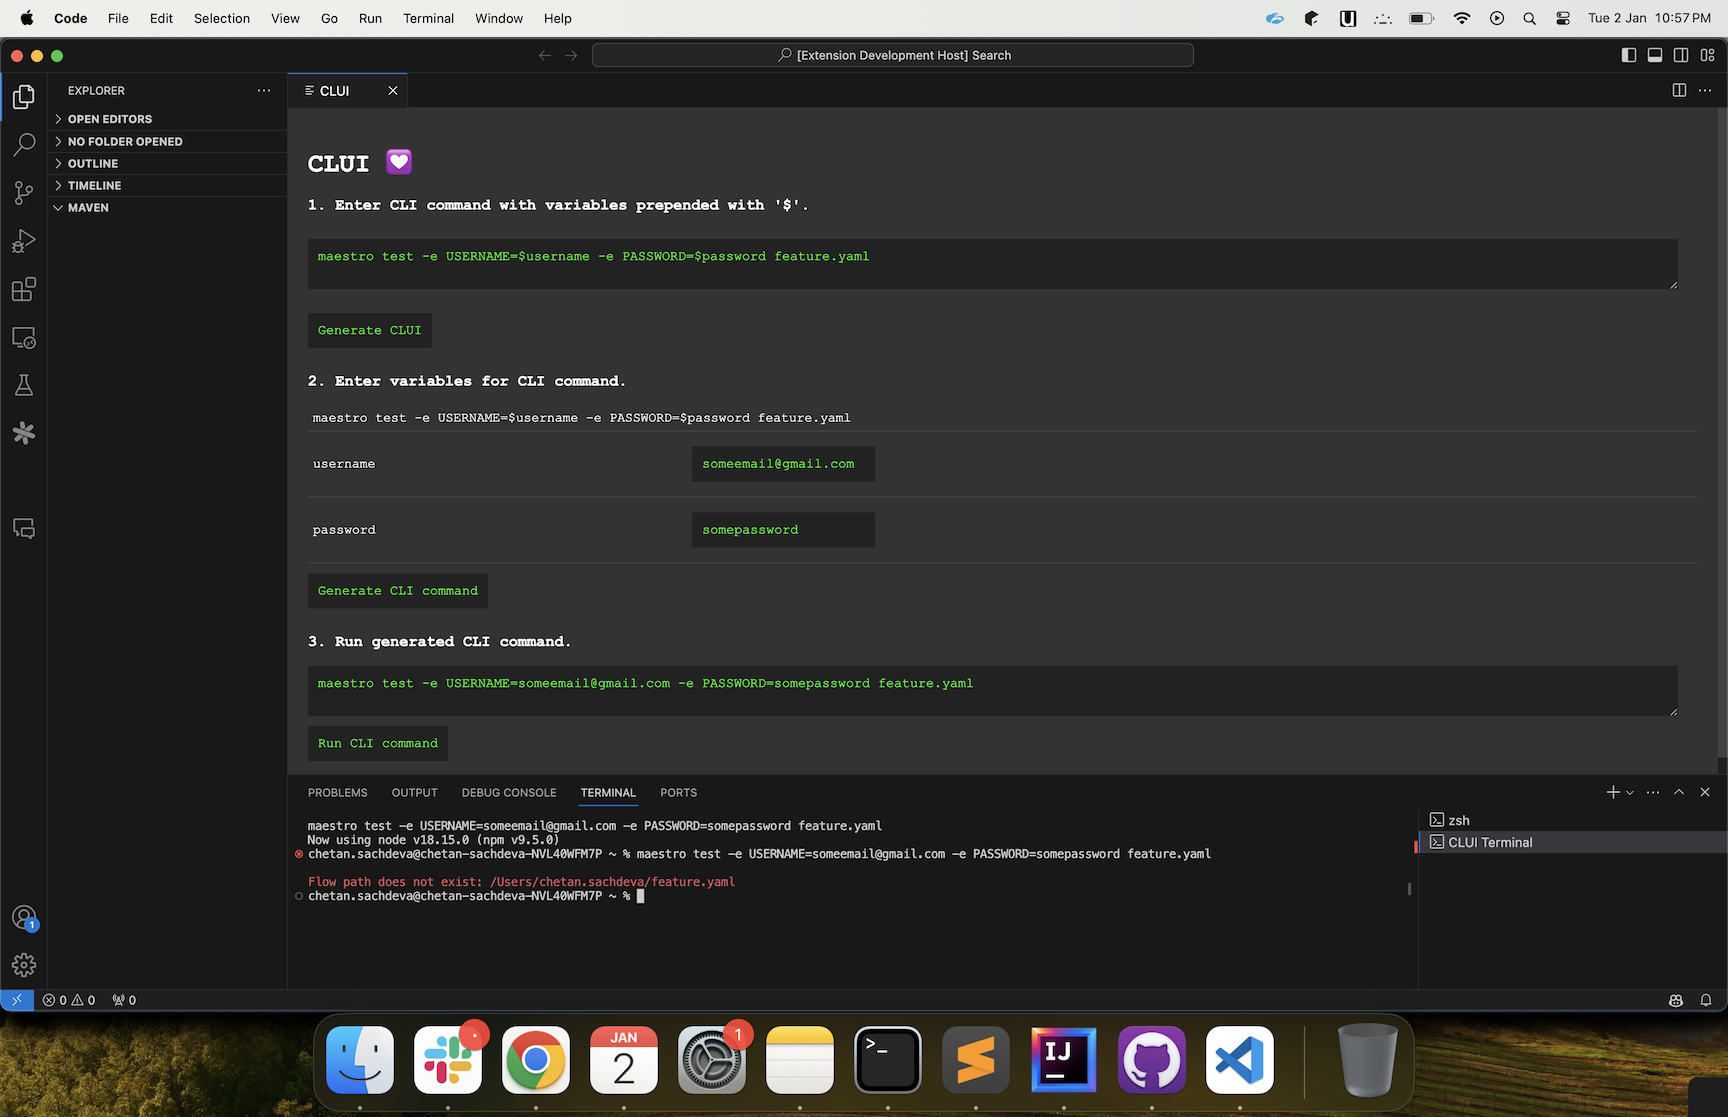 Code File Edit Selection View Go Run Terminal Window Help Tue 2 Jan 10:57 PM
[Extension Development Host] Search
EXPLORER
OPEN EDITORS
NO FOLDER OPENED
OUTLINE
TIMELINE
MAVEN
CLUI
CLUI
1. Enter CLI command with variables prepended with '$'.
maestro test -e USERNAME=$username -e PASSWORD=$password feature.yaml
Generate CLUI
2. Enter variables for CLI command.
maestro test -e USERNAME=$username -e PASSWORD=$password feature.yaml
username someemail@gmail.com
password somepassword
Generate CLI command
3. Run generated CLI command.
maestro test -e USERNAME=someemail@gmail.com -e PASSWORD=somepassword feature.yaml
Run CLI command
PROBLEMS OUTPUT DEBUG CONSOLE TERMINAL PORTS
maestro test -e USERNAME=someemail@gmail.com -e PASSWORD=somepassword feature.yaml
Now using node v18.15.0 (npm v9.5.0)
chetan.sachdeva@chetan-sachdeva-NVL40WFM7P ~ % maestro test -e USERNAME=someemail@gmail.com -e PASSWORD=somepassword feature.yaml
Flow path does not exist: /Users/chetan.sachdeva/feature.yaml
chetan.sachdeva@chetan-sachdeva-NVL40WFM7P ~ %
zsh
CLUI Terminal
1
0 0 0
JAN
2
1
>_
IJ